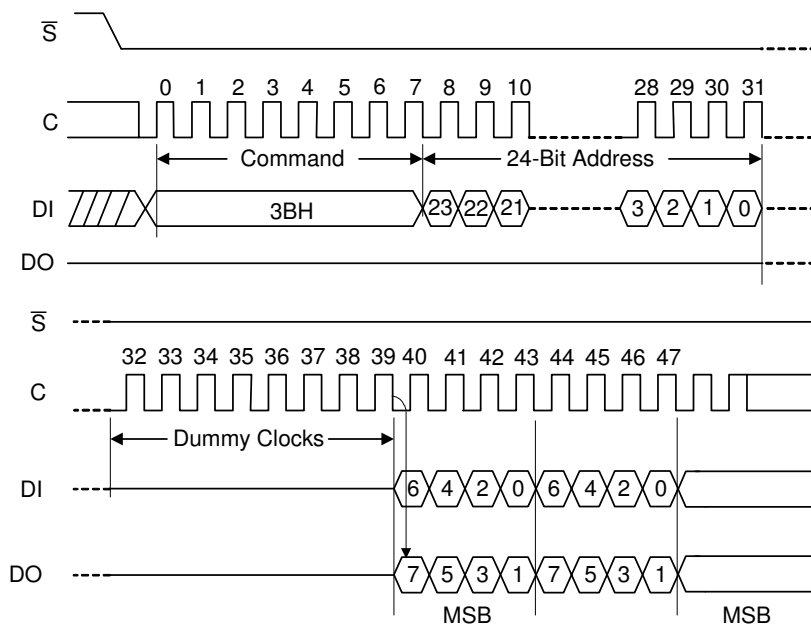 S
0 1 2 3 4 5 6 7 8 9 10 28 29 30 31
C
Command 24-Bit Address
DI 3BH 23 22 21 3 2 1 0
DO
S
32 33 34 35 36 37 38 39 40 41 42 43 44 45 46 47
C
Dummy Clocks
DI 6 4 2 0 6 4 2 0
DO 7 5 3 1 7 5 3 1
MSB MSB